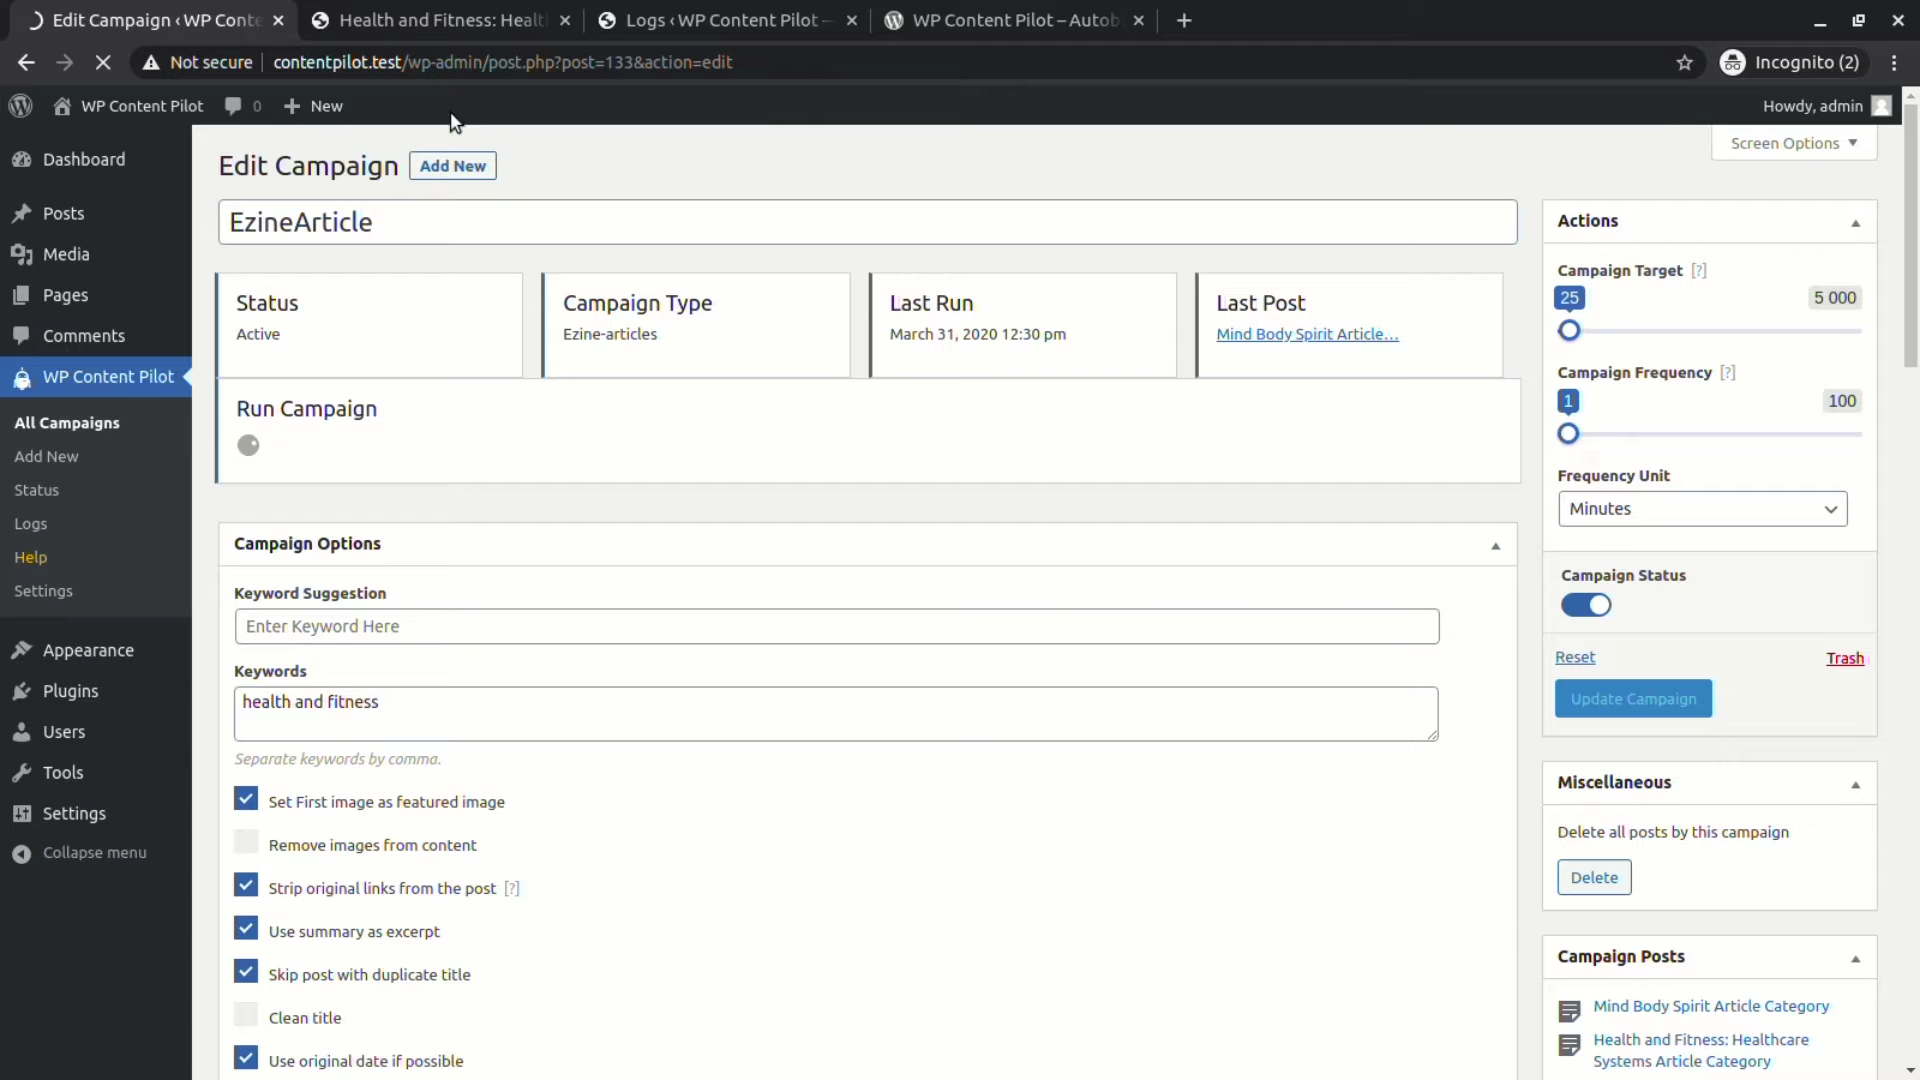 Edit Campaign ‹ WP Conte
Health and Fitness: Healt
Logs ‹ WP Content Pilot —
WP Content Pilot – Autob
Not secure
contentpilot.test/wp-admin/post.php?post=133&action=edit
Incognito (2)
WP Content Pilot
0
New
Howdy, admin
Dashboard
Posts
Media
Pages
Comments
WP Content Pilot
All Campaigns
Add New
Status
Logs
Help
Settings
Appearance
Plugins
Users
Tools
Settings
Collapse menu
Screen Options
Edit Campaign
Add New
EzineArticle
Status
Active
Campaign Type
Ezine-articles
Last Run
March 31, 2020 12:30 pm
Last Post
Mind Body Spirit Article…
Run Campaign
Campaign Options
Keyword Suggestion
Enter Keyword Here
Keywords
health and fitness
Separate keywords by comma.
Set First image as featured image
Remove images from content
Strip original links from the post [?]
Use summary as excerpt
Skip post with duplicate title
Clean title
Use original date if possible
Actions
Campaign Target [?]
25
5 000
Campaign Frequency [?]
1
100
Frequency Unit
Minutes
Campaign Status
Reset
Trash
Update Campaign
Miscellaneous
Delete all posts by this campaign
Delete
Campaign Posts
Mind Body Spirit Article Category
Health and Fitness: Healthcare
Systems Article Category